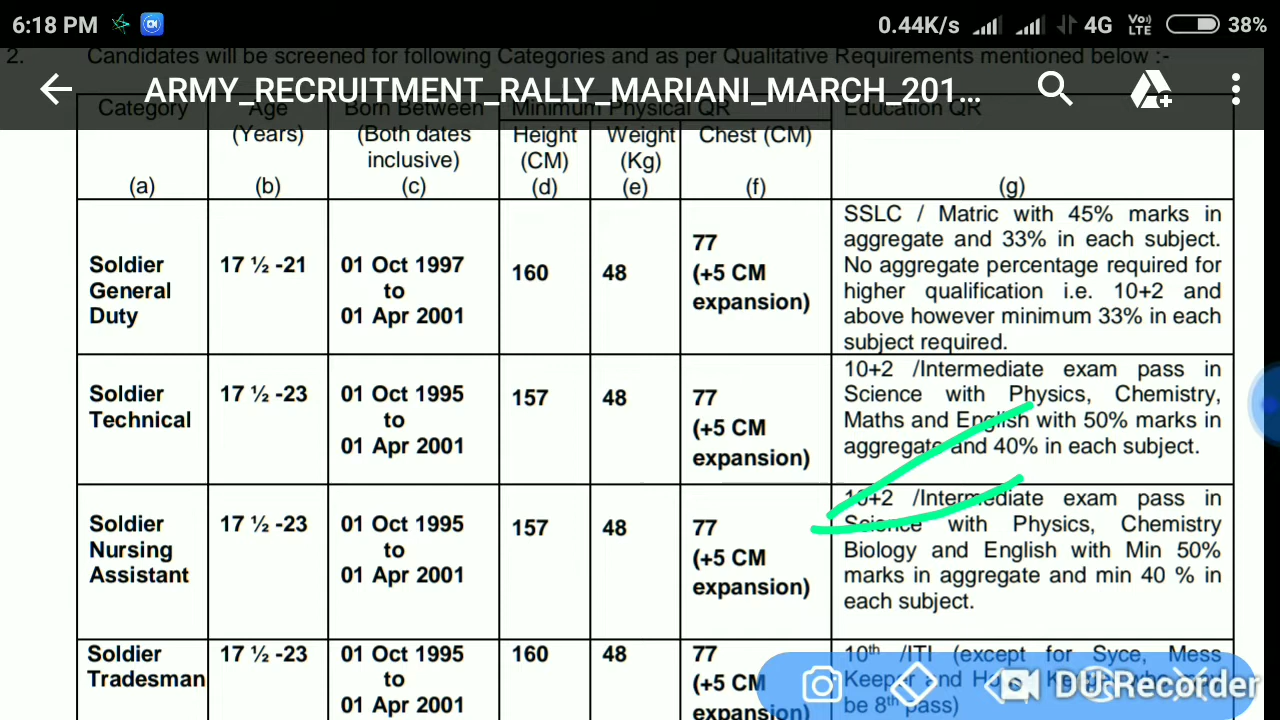 6:18 PM 0.44K/s 4G VoLTE 38%
2. Candidates will be screened for following Categories and as per Qualitative Requirements mentioned below :-
ARMY_RECRUITMENT_RALLY_MARIANI_MARCH_201...
Category Age Born Between Minimum Physical QR Education QR
(Years) (Both dates Height Weight Chest (CM)
inclusive) (CM) (Kg)
(a) (b) (c) (d) (e) (f) (g)
Soldier
General
Duty
17 ½ -21
01 Oct 1997
to
01 Apr 2001
160
48
77
(+5 CM
expansion)
SSLC / Matric with 45% marks in
aggregate and 33% in each subject.
No aggregate percentage required for
higher qualification i.e. 10+2 and
above however minimum 33% in each
subject required.
Soldier
Technical
17 ½ -23
01 Oct 1995
to
01 Apr 2001
157
48
77
(+5 CM
expansion)
10+2 /Intermediate exam pass in
Science with Physics, Chemistry,
Maths and English with 50% marks in
aggregate and 40% in each subject.
Soldier
Nursing
Assistant
17 ½ -23
01 Oct 1995
to
01 Apr 2001
157
48
77
(+5 CM
expansion)
10+2 /Intermediate exam pass in
Science with Physics, Chemistry
Biology and English with Min 50%
marks in aggregate and min 40 % in
each subject.
Soldier
Tradesman
17 ½ -23
01 Oct 1995
to
01 Apr 2001
160
48
77
(+5 CM
expansion)
10th /ITI (except for Syce, Mess
Keeper and
be 8th pass)
DU Recorder